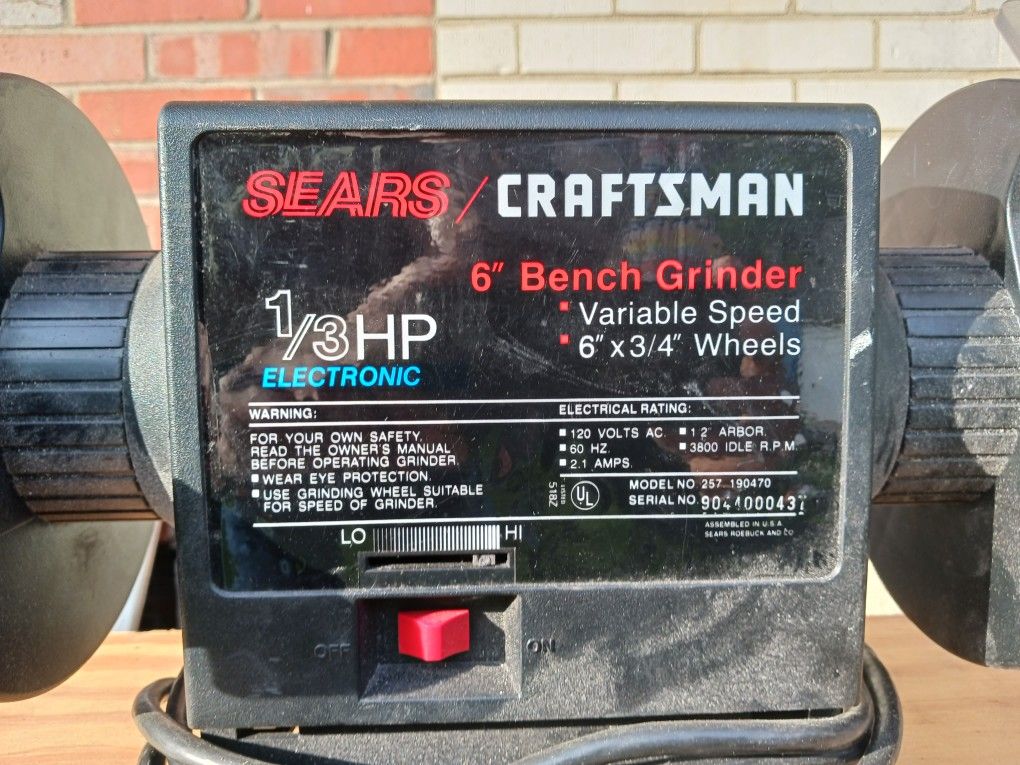 SEARS / CRAFTSMAN
6" Bench Grinder
▪ Variable Speed
▪ 6" x 3/4" Wheels
1/3 HP
ELECTRONIC
WARNING:
FOR YOUR OWN SAFETY.
READ THE OWNER'S MANUAL
BEFORE OPERATING GRINDER.
▪ WEAR EYE PROTECTION.
▪ USE GRINDING WHEEL SUITABLE
FOR SPEED OF GRINDER.
ELECTRICAL RATING:
▪ 120 VOLTS AC. ▪ 1 2" ARBOR.
▪ 60 HZ. ▪ 3800 IDLE R.P.M.
▪ 2.1 AMPS.
518Z
LISTED
UL
MODEL NO. 257 190470
SERIAL NO.
ASSEMBLED IN U.S.A.
SEARS ROEBUCK AND CO
LO HI
OFF ON